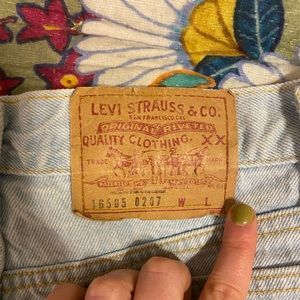 LEVI STRAUSS & CO.
SAN FRANCISCO CAL
ORIGINAL RIVETED
QUALITY CLOTHING. XX
TRADE MARK
16505 0207 W L